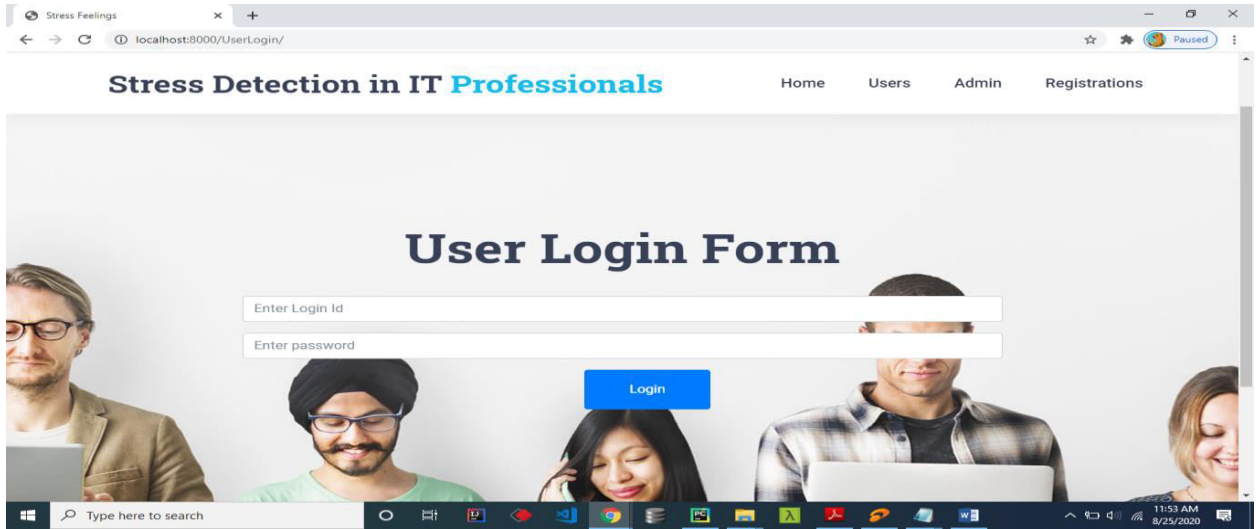 Stress Feelings
localhost:8000/UserLogin/
Paused
Stress Detection in IT Professionals
Home Users Admin Registrations
User Login Form
Enter Login Id
Enter password
Login
Type here to search
11:53 AM
8/25/2020